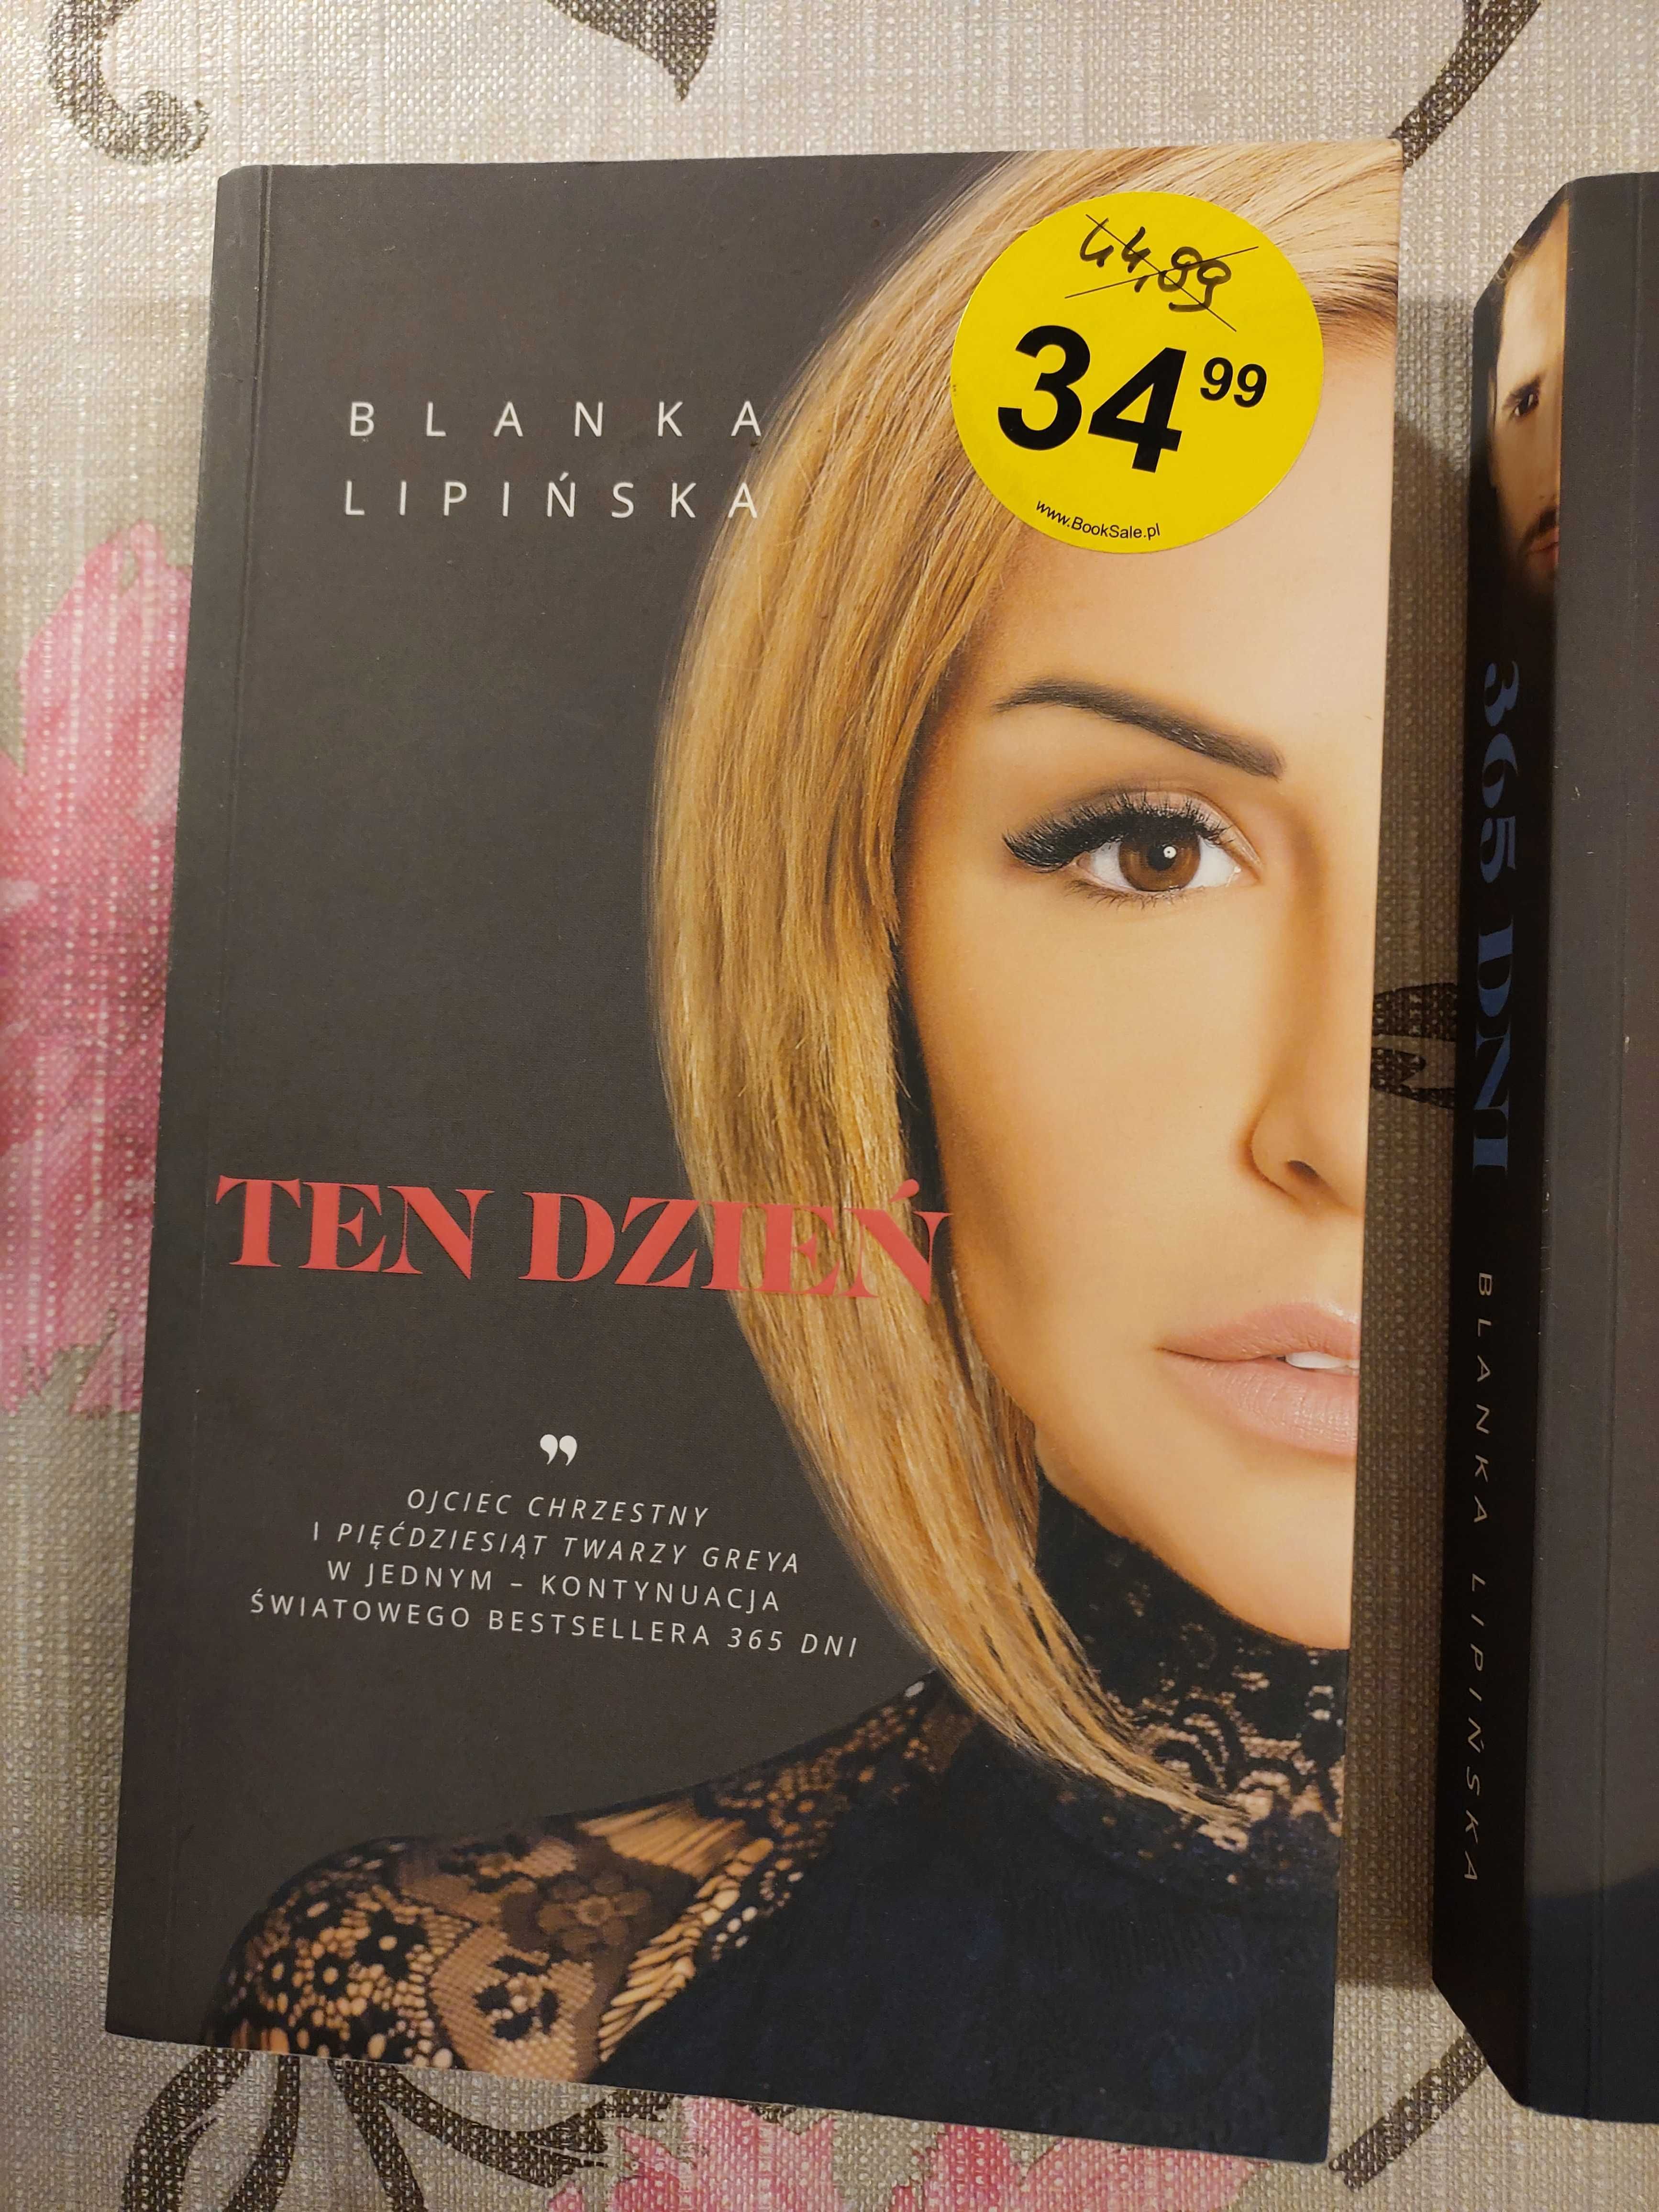 44,99
34 99
www.BookSale.pl
BLANKA
LIPIŃSKA
TEN DZIEŃ
❞
OJCIEC CHRZESTNY
I PIĘĆDZIESIĄT TWARZY GREYA
W JEDNYM – KONTYNUACJA
ŚWIATOWEGO BESTSELLERA 365 DNI
365 DNI BLANKA LIPIŃSKA